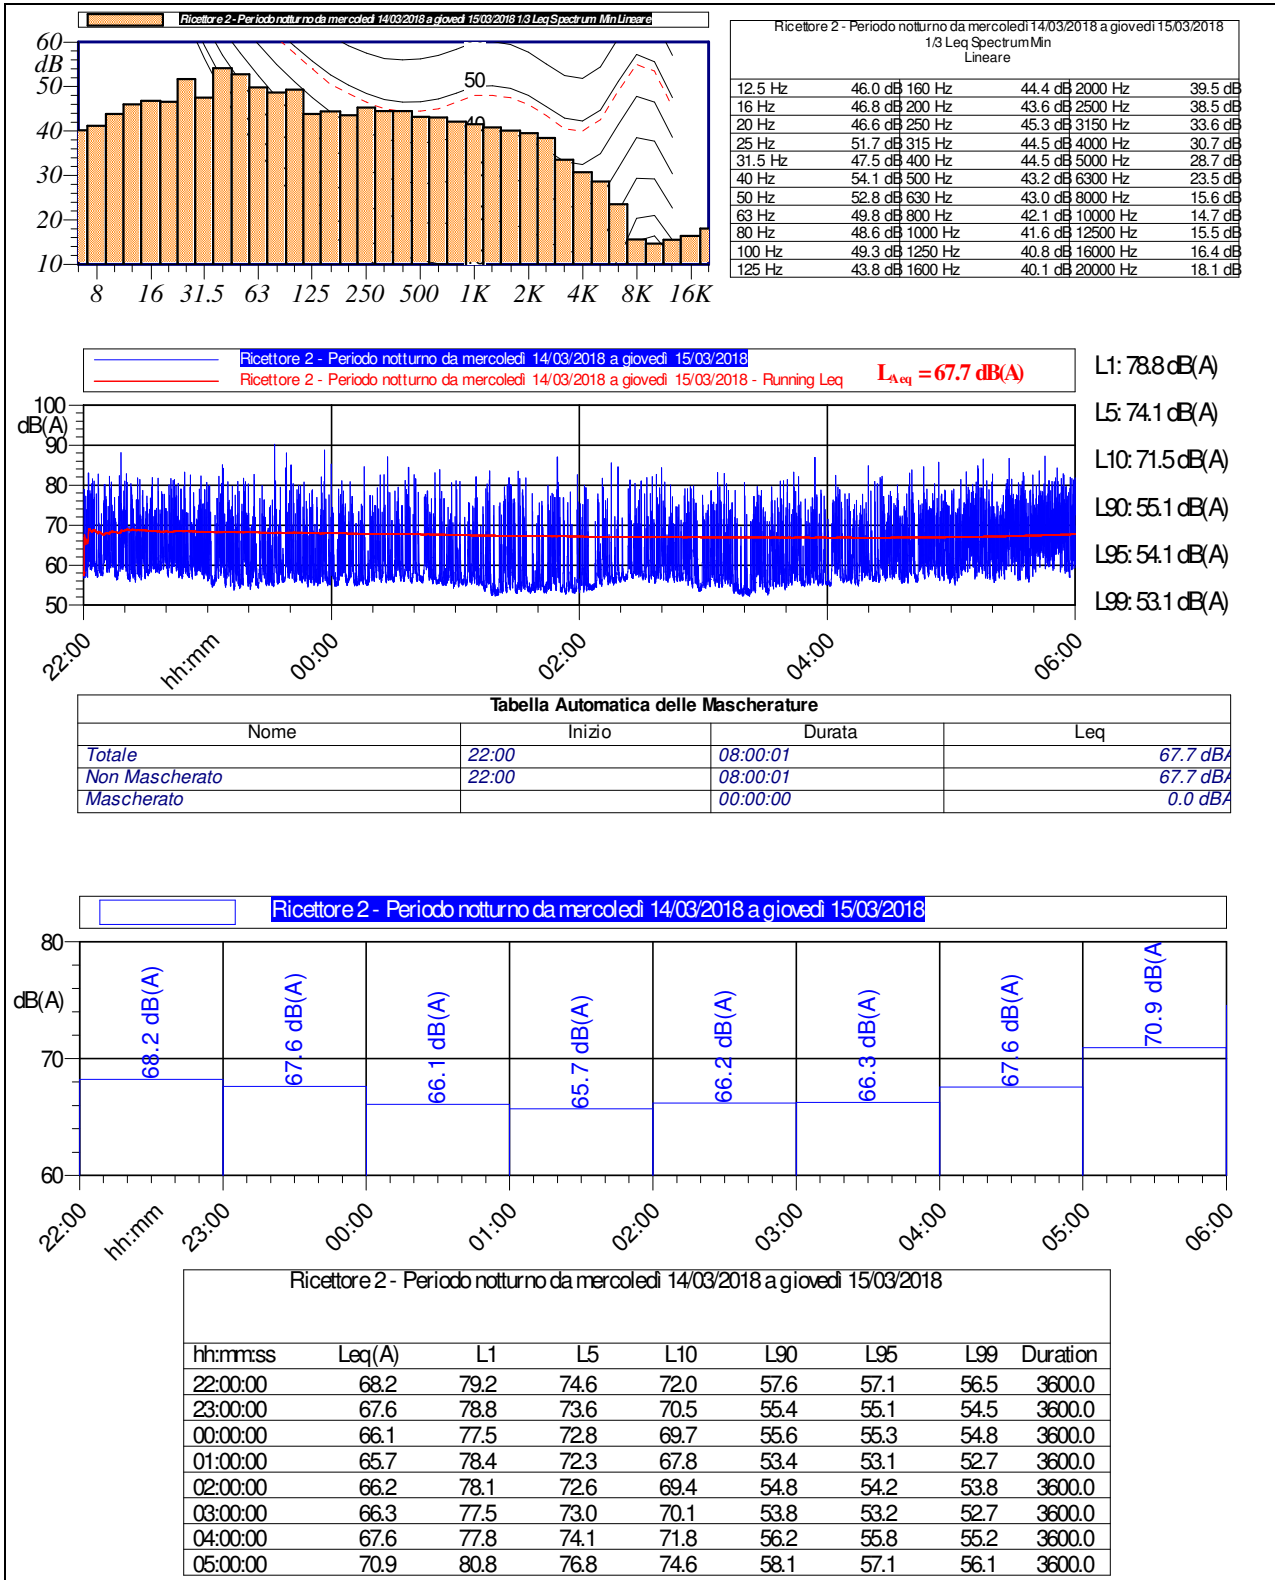 Ricettore 2 - Periodo notturno da mercoledì 14/03/2018 a giovedì 15/03/2018 1/3 Leq Spectrum Min Lineare
60
dB
50
40
30
20
10
50
8 16 31.5 63 125 250 500 1K 2K 4K 8K 16K
Ricettore 2 - Periodo notturno da mercoledì 14/03/2018 a giovedì 15/03/2018
1/3 Leq Spectrum Min
Lineare
12.5 Hz 46.0 dB 160 Hz 44.4 dB 2000 Hz 39.5 dB
16 Hz 46.8 dB 200 Hz 43.6 dB 2500 Hz 38.5 dB
20 Hz 46.6 dB 250 Hz 45.3 dB 3150 Hz 33.6 dB
25 Hz 51.7 dB 315 Hz 44.5 dB 4000 Hz 30.7 dB
31.5 Hz 47.5 dB 400 Hz 44.5 dB 5000 Hz 28.7 dB
40 Hz 54.1 dB 500 Hz 43.2 dB 6300 Hz 23.5 dB
50 Hz 52.8 dB 630 Hz 43.0 dB 8000 Hz 15.6 dB
63 Hz 49.8 dB 800 Hz 42.1 dB 10000 Hz 14.7 dB
80 Hz 48.6 dB 1000 Hz 41.6 dB 12500 Hz 15.5 dB
100 Hz 49.3 dB 1250 Hz 40.8 dB 16000 Hz 16.4 dB
125 Hz 43.8 dB 1600 Hz 40.1 dB 20000 Hz 18.1 dB
Ricettore 2 - Periodo notturno da mercoledì 14/03/2018 a giovedì 15/03/2018
Ricettore 2 - Periodo notturno da mercoledì 14/03/2018 a giovedì 15/03/2018 - Running Leq
LAeq = 67.7 dB(A)
100
dB(A)
90
80
70
60
50
22:00 hh:mm 00:00 02:00 04:00 06:00
L1: 78.8 dB(A)
L5: 74.1 dB(A)
L10: 71.5 dB(A)
L90: 55.1 dB(A)
L95: 54.1 dB(A)
L99: 53.1 dB(A)
Tabella Automatica delle Mascherature
Nome Inizio Durata Leq
Totale 22:00 08:00:01 67.7 dBA
Non Mascherato 22:00 08:00:01 67.7 dBA
Mascherato 00:00:00 0.0 dBA
Ricettore 2 - Periodo notturno da mercoledì 14/03/2018 a giovedì 15/03/2018
80
dB(A)
70
60
68.2 dB(A)
67.6 dB(A)
66.1 dB(A)
65.7 dB(A)
66.2 dB(A)
66.3 dB(A)
67.6 dB(A)
70.9 dB(A)
22:00 hh:mm 23:00 00:00 01:00 02:00 03:00 04:00 05:00 06:00
Ricettore 2 - Periodo notturno da mercoledì 14/03/2018 a giovedì 15/03/2018
hh:mm:ss Leq(A) L1 L5 L10 L90 L95 L99 Duration
22:00:00 68.2 79.2 74.6 72.0 57.6 57.1 56.5 3600.0
23:00:00 67.6 78.8 73.6 70.5 55.4 55.1 54.5 3600.0
00:00:00 66.1 77.5 72.8 69.7 55.6 55.3 54.8 3600.0
01:00:00 65.7 78.4 72.3 67.8 53.4 53.1 52.7 3600.0
02:00:00 66.2 78.1 72.6 69.4 54.8 54.2 53.8 3600.0
03:00:00 66.3 77.5 73.0 70.1 53.8 53.2 52.7 3600.0
04:00:00 67.6 77.8 74.1 71.8 56.2 55.8 55.2 3600.0
05:00:00 70.9 80.8 76.8 74.6 58.1 57.1 56.1 3600.0